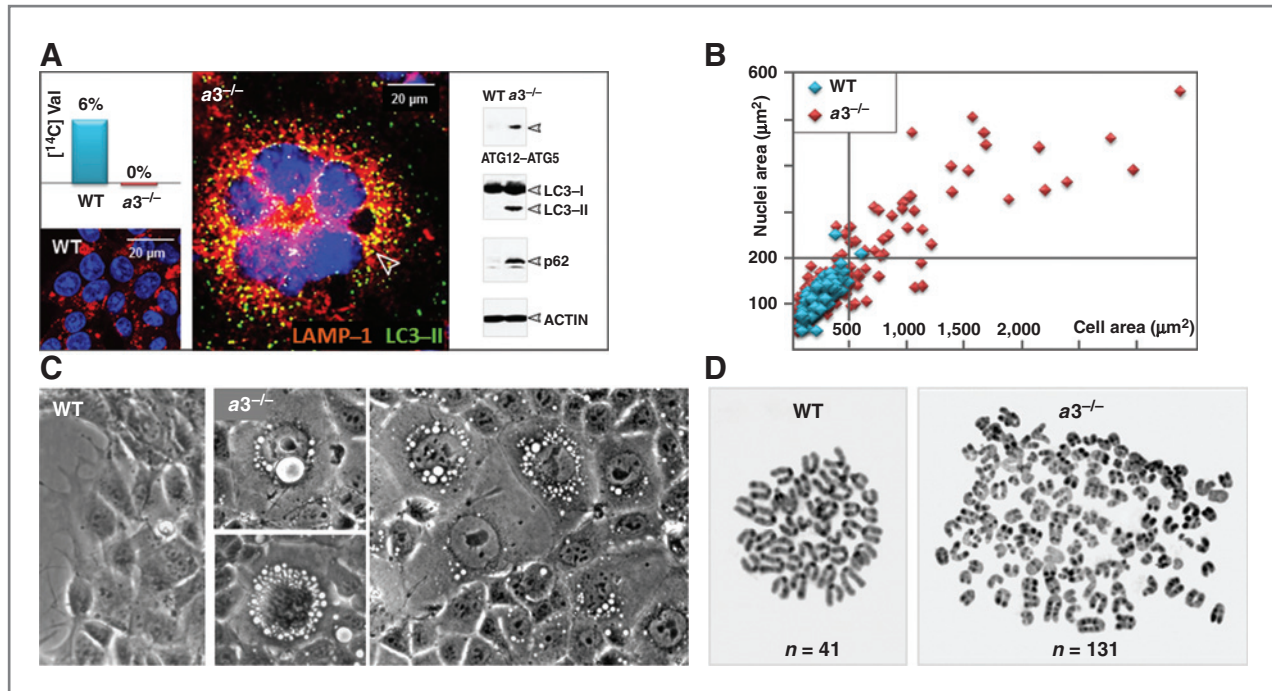 A
[¹⁴C] Val
6%
0%
WT
a3⁻/⁻
WT
20 µm
a3⁻/⁻
20 µm
LAMP–1 LC3–II
WT a3⁻/⁻
ATG12–ATG5
LC3–I
LC3–II
p62
ACTIN
B
600
200
100
Nuclei area (µm²)
WT
a3⁻/⁻
500 1,000 1,500 2,000 Cell area (µm²)
C
WT
a3⁻/⁻
D
WT
n = 41
a3⁻/⁻
n = 131